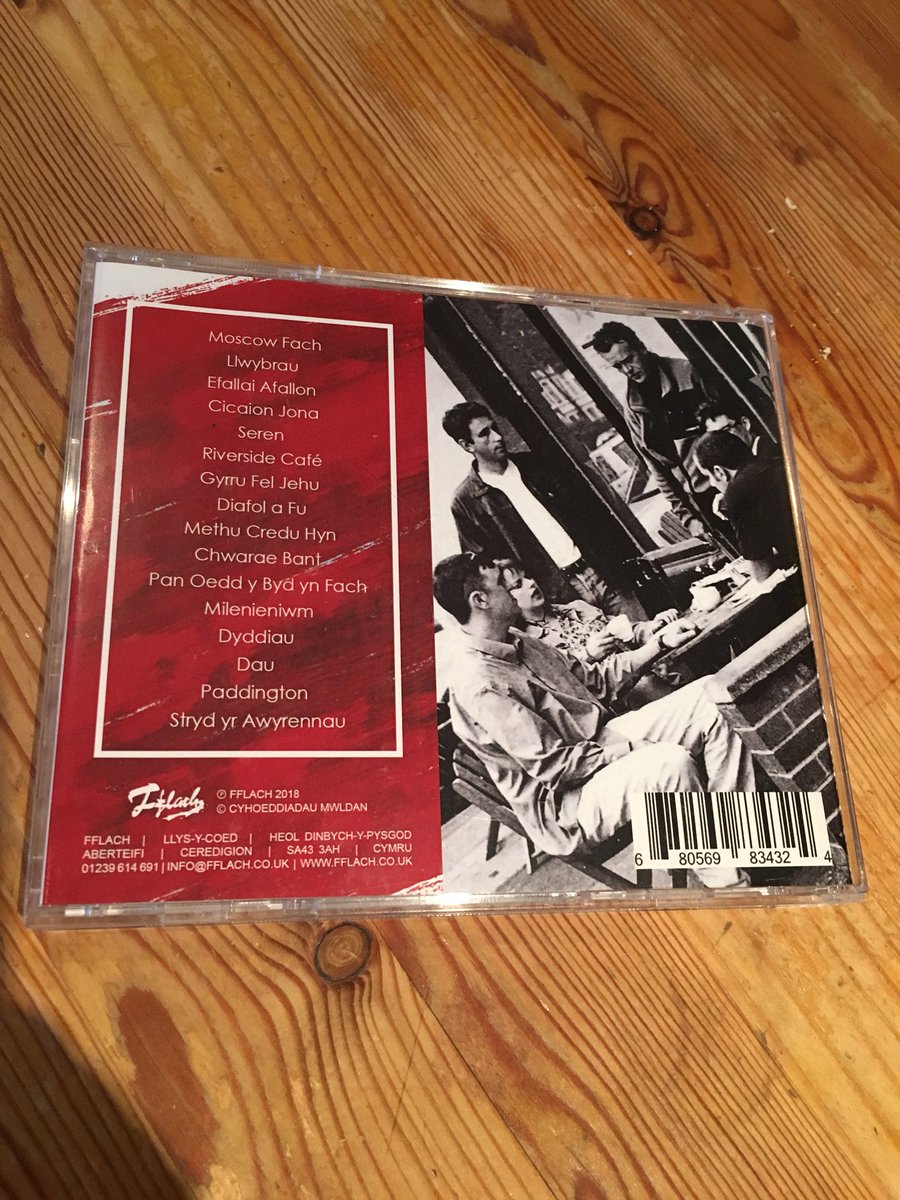 Moscow Fach
Llwybrau
Efallai Afallon
Cicaion Jona
Seren
Riverside Café
Gyrru Fel Jehu
Diafol a Fu
Methu Credu Hyn
Chwarae Bant
Pan Oedd y Byd yn Fach
Milenieniwm
Dyddiau
Dau
Paddington
Stryd yr Awyrennau
Fflach
℗ FFLACH 2018
© CYHOEDDIADAU MWLDAN
FFLACH | LLYS-Y-COED | HEOL DINBYCH-Y-PYSGOD
ABERTEIFI | CEREDIGION | SA43 3AH | CYMRU
01239 614 691 | INFO@FFLACH.CO.UK | WWW.FFLACH.CO.UK
6 80569 83432 4